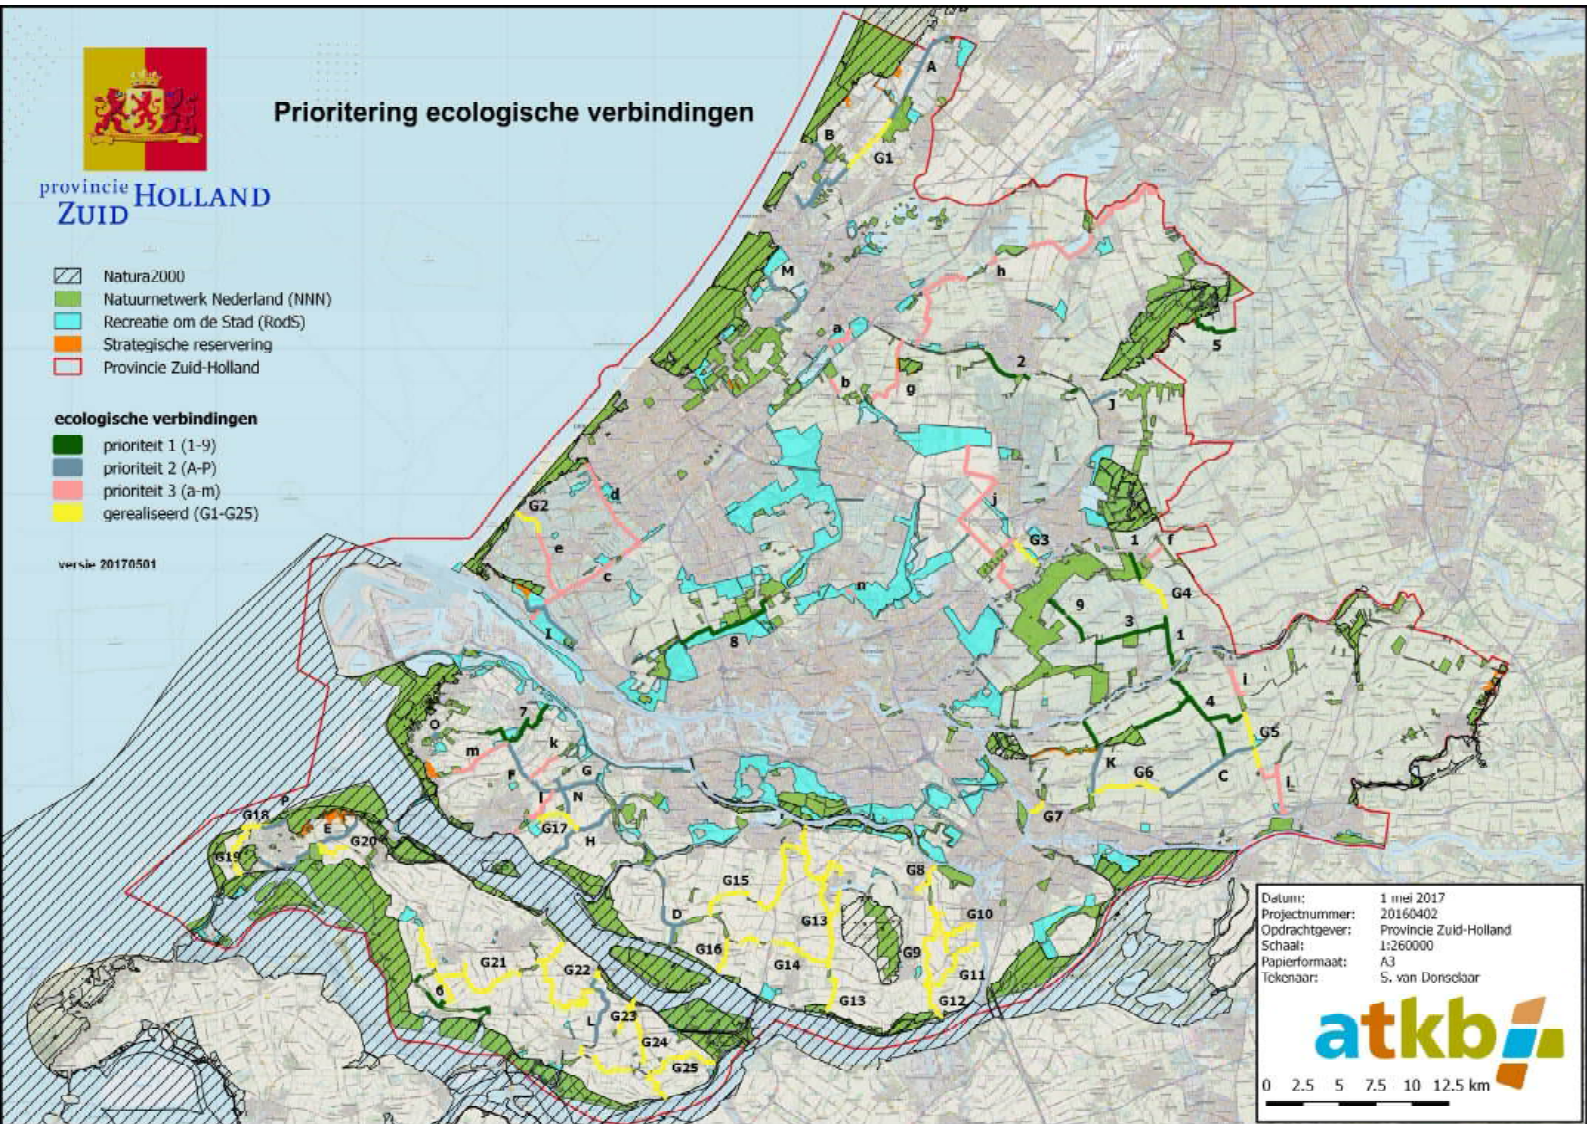 Prioritering ecologische verbindingen
provincie HOLLAND
ZUID
Natura2000
Natuurnetwerk Nederland (NNN)
Recreatie om de Stad (RodS)
Strategische reservering
Provincie Zuid-Holland
ecologische verbindingen
prioriteit 1 (1-9)
prioriteit 2 (A-P)
prioriteit 3 (a-m)
gerealiseerd (G1-G25)
versie 20170501
A
B
G1
M
h
a
5
2
b
g
J
d
G2
j
e
G3
1
f
c
n
G4
9
3
1
I
8
i
7
4
O
m
k
G5
F
G
K
C
G6
N
P
G7
G18
G17
E
H
G20
G19
G8
G15
D
G13
G10
G16
G9
G21
G14
G22
G11
6
G13
G12
G23
L
G24
G25
Datum: 1 mei 2017
Projectnummer: 20160402
Opdrachtgever: Provincie Zuid-Holland
Schaal: 1:260000
Papierformaat: A3
Tekenaar: S. van Donselaar
atkb
0 2.5 5 7.5 10 12.5 km